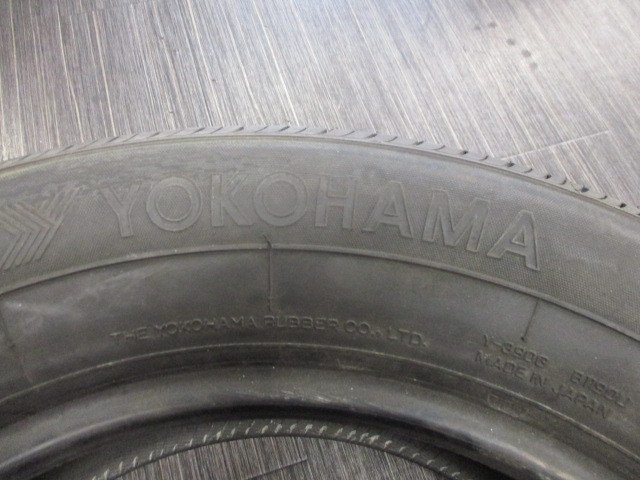 YOKOHAMA
THE YOKOHAMA RUBBER CO., LTD.
MADE IN JAPAN